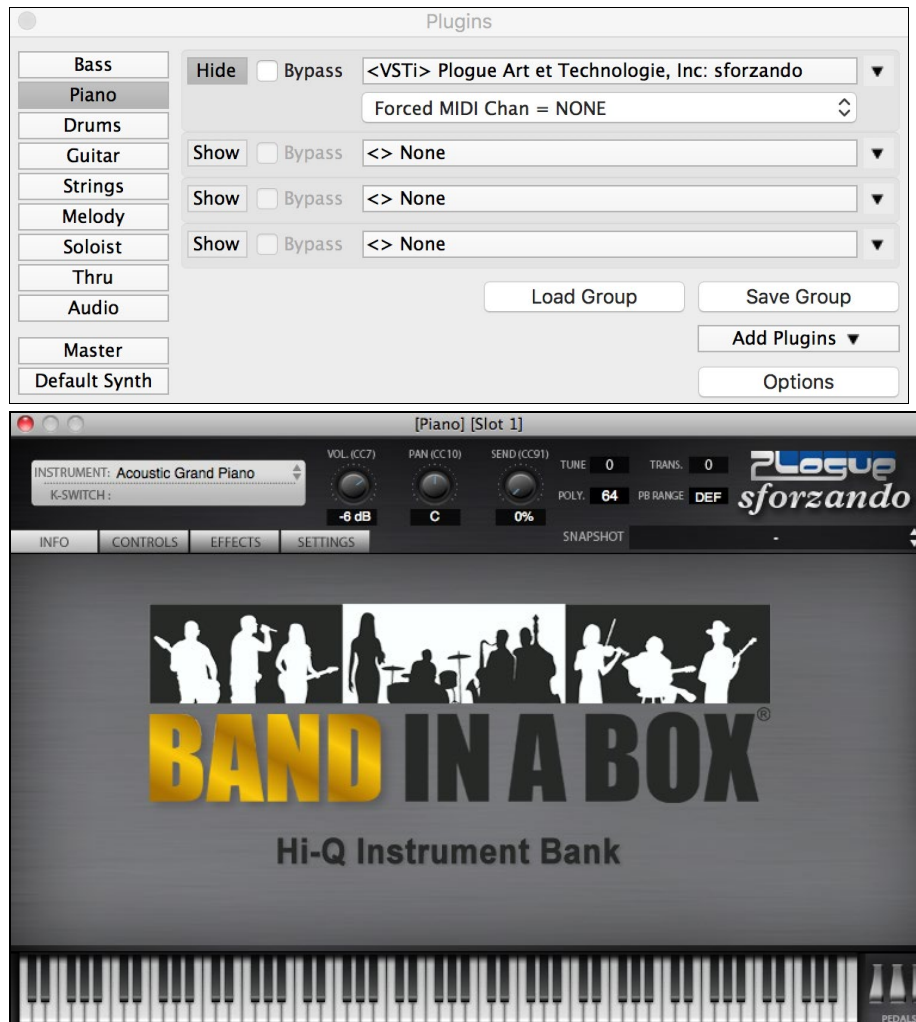 Plugins
Bass
Piano
Drums
Guitar
Strings
Melody
Soloist
Thru
Audio
Master
Default Synth
Hide Bypass <VSTi> Plogue Art et Technologie, Inc: sforzando ▼
Forced MIDI Chan = NONE
Show Bypass <> None ▼
Show Bypass <> None ▼
Show Bypass <> None ▼
Load Group Save Group
Add Plugins ▼
Options
[Piano] [Slot 1]
INSTRUMENT: Acoustic Grand Piano
K-SWITCH :
VOL. (CC7) PAN (CC10) SEND (CC91)
-6 dB C 0%
TUNE 0 TRANS. 0
POLY. 64 PB RANGE DEF
PLOGUE
sforzando
INFO CONTROLS EFFECTS SETTINGS
SNAPSHOT -
BAND IN A BOX®
Hi-Q Instrument Bank
PEDALS